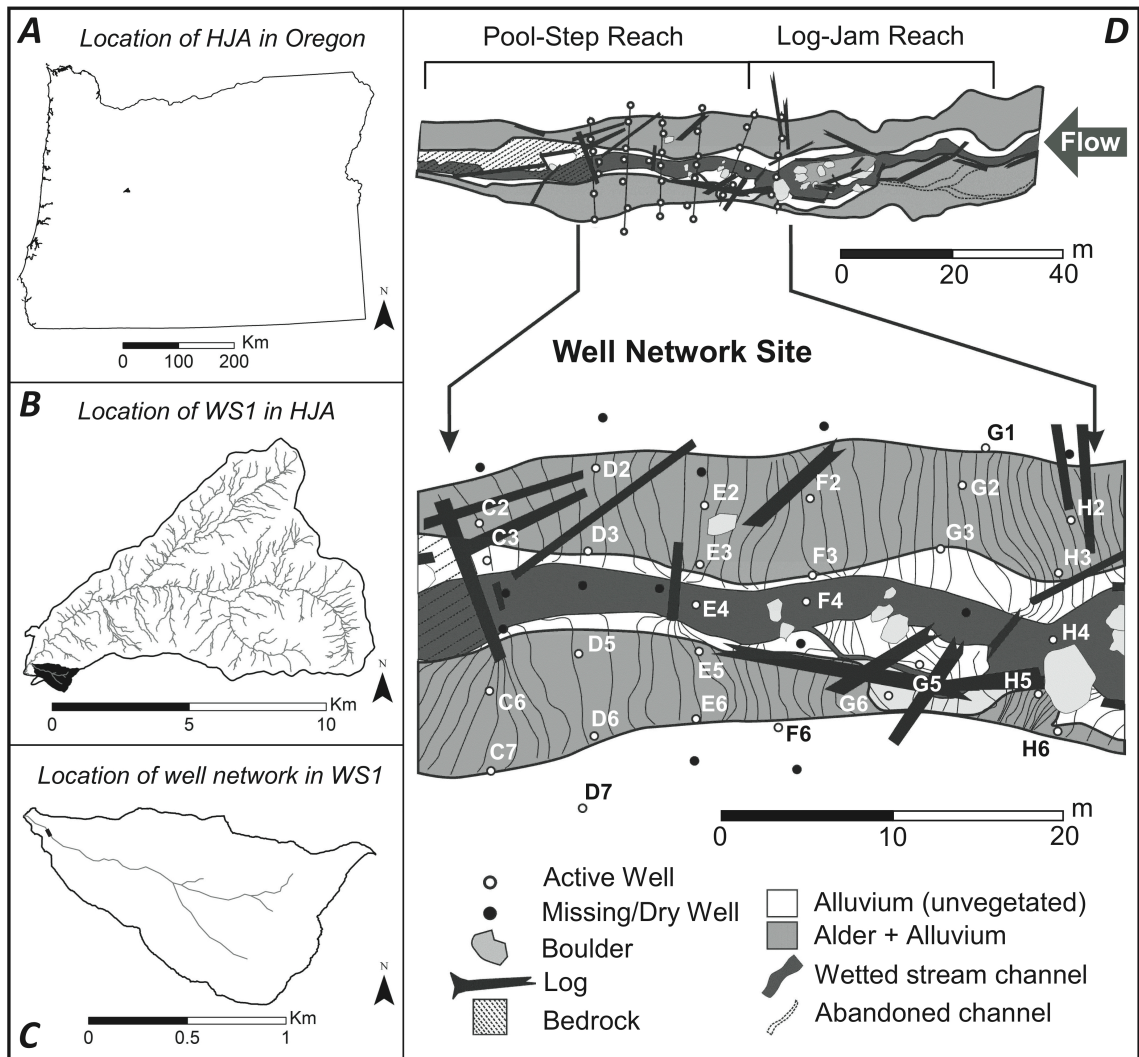 A
Location of HJA in Oregon
N
Km
0 100 200
B
Location of WS1 in HJA
N
Km
0 5 10
Location of well network in WS1
N
Km
0 0.5 1
C
D
Pool-Step Reach Log-Jam Reach
Flow
m
0 20 40
Well Network Site
G1
D2
C2 E2 F2 G2 H2
C3 D3 E3 F3 G3 H3
E4 F4 H4
D5 E5 G5 H5
C6 D6 E6 F6 G6 H6
C7
D7
m
0 10 20
Active Well
Missing/Dry Well
Boulder
Log
Bedrock
Alluvium (unvegetated)
Alder + Alluvium
Wetted stream channel
Abandoned channel